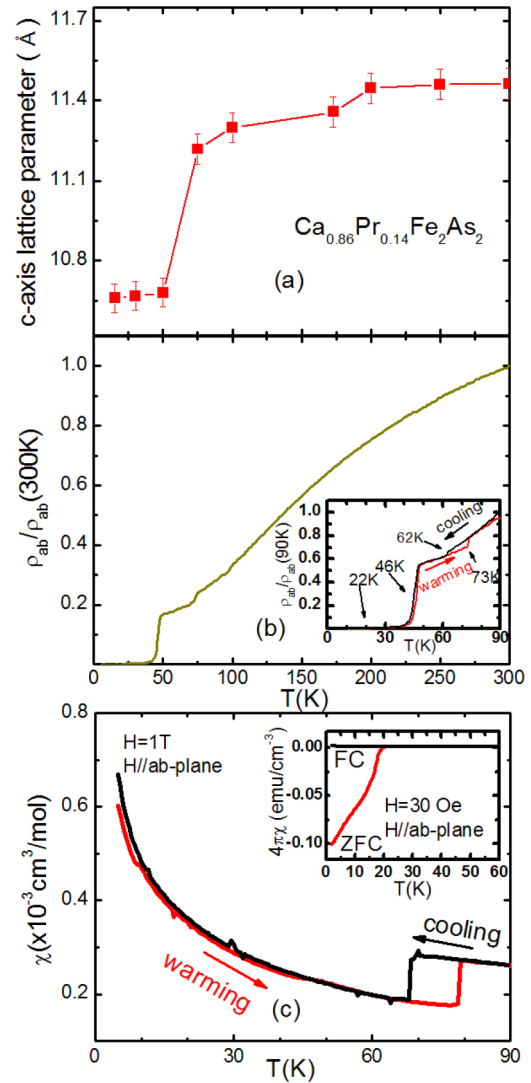 11.7
11.4
11.1
10.8
c-axis lattice parameter ( Å )
Ca0.86Pr0.14Fe2As2
(a)
1.0
0.8
0.6
0.4
0.2
ρab/ρab(300K)
(b)
1.0
0.8
0.6
0.4
0.2
ρab/ρab(90K)
cooling
62K
46K
22K
warming
73K
0 30 60 90
T(K)
0 50 100 150 200 250 300
T(K)
0.8
0.6
0.4
0.2
χ(x10-3cm3/mol)
H=1T
H//ab-plane
0.00
-0.05
-0.10
4πχ (emu/cm-3)
FC
H=30 Oe
H//ab-plane
ZFC
0 10 20 30 40 50 60
T(K)
cooling
warming
(c)
0 30 60 90
T(K)